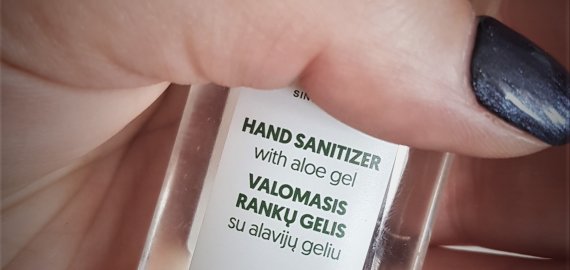 HAND SANITIZER
with aloe gel
VALOMASIS
RANKŲ GELIS
su alavijų geliu